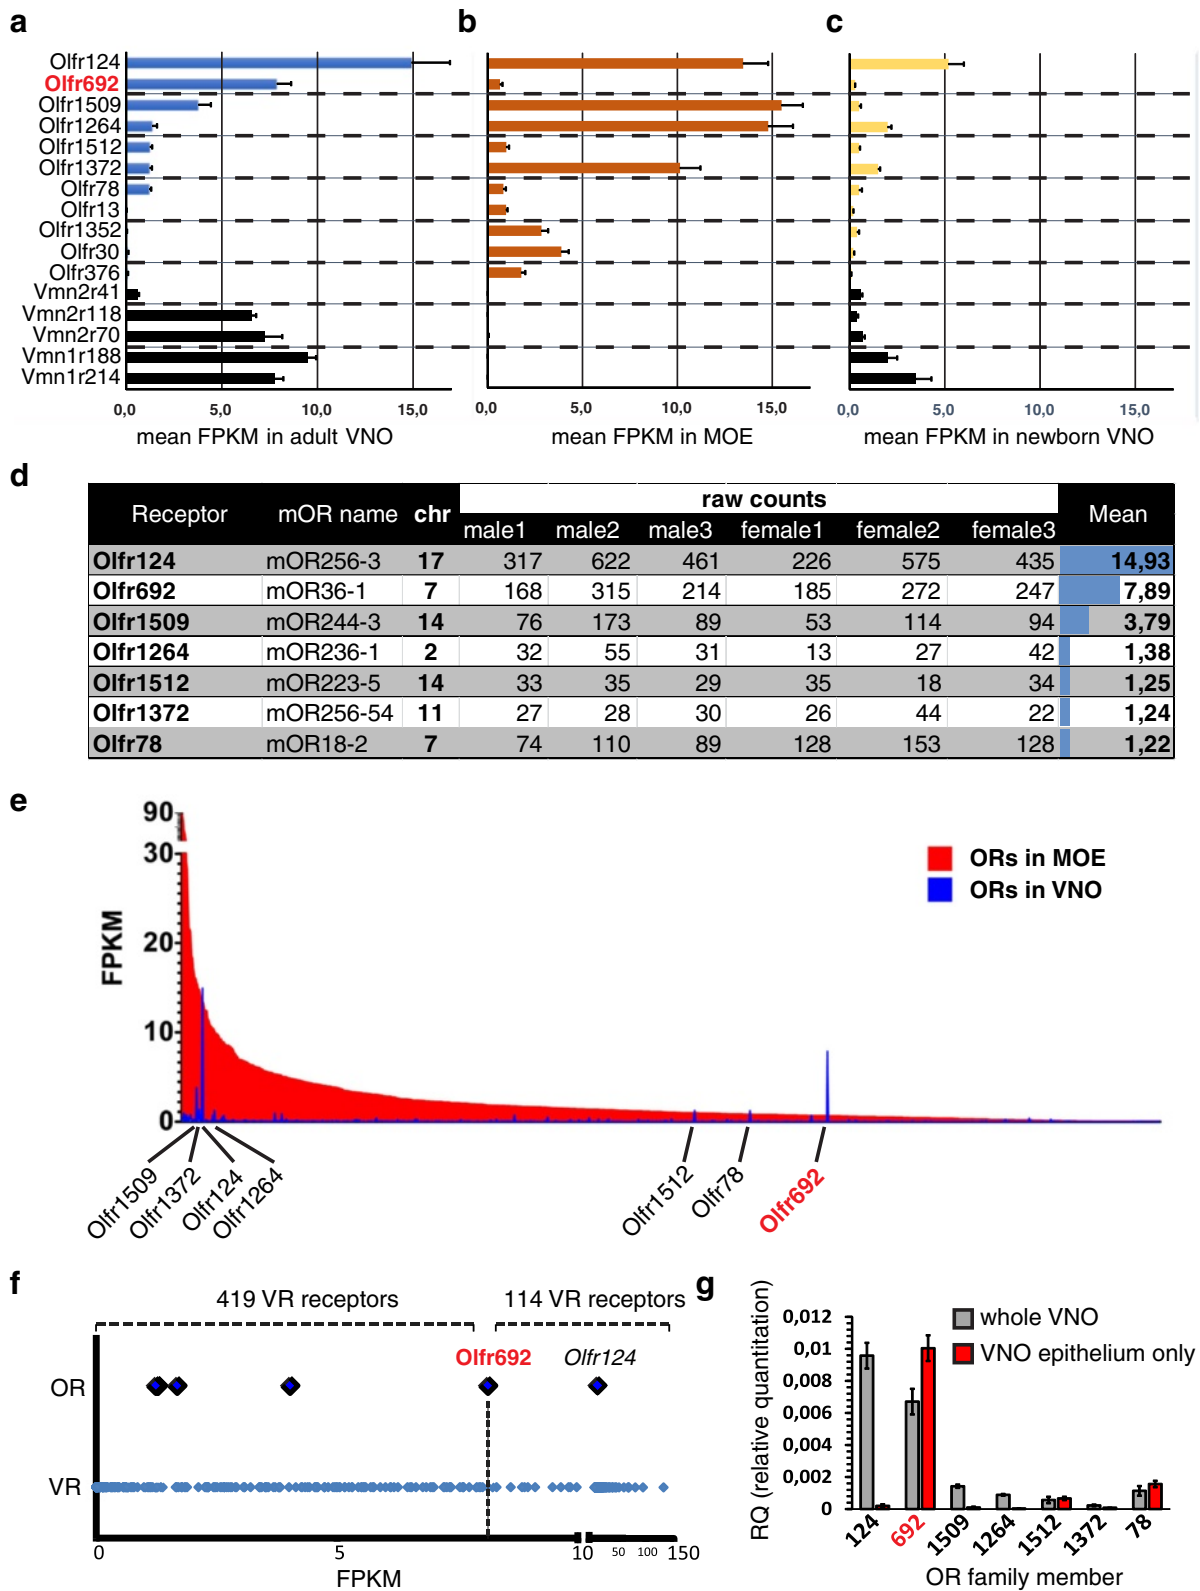 a
b
c
Olfr124
Olfr692
Olfr1509
Olfr1264
Olfr1512
Olfr1372
Olfr78
Olfr13
Olfr1352
Olfr30
Olfr376
Vmn2r41
Vmn2r118
Vmn2r70
Vmn1r188
Vmn1r214
0,0 5,0 10,0 15,0
mean FPKM in adult VNO
0,0 5,0 10,0 15,0
mean FPKM in MOE
0,0 5,0 10,0 15,0
mean FPKM in newborn VNO
d
Receptor mOR name chr raw counts Mean
male1 male2 male3 female1 female2 female3
Olfr124 mOR256-3 17 317 622 461 226 575 435 14,93
Olfr692 mOR36-1 7 168 315 214 185 272 247 7,89
Olfr1509 mOR244-3 14 76 173 89 53 114 94 3,79
Olfr1264 mOR236-1 2 32 55 31 13 27 42 1,38
Olfr1512 mOR223-5 14 33 35 29 35 18 34 1,25
Olfr1372 mOR256-54 11 27 28 30 26 44 22 1,24
Olfr78 mOR18-2 7 74 110 89 128 153 128 1,22
e
90
30
20
10
0
FPKM
ORs in MOE
ORs in VNO
Olfr1509
Olfr1372
Olfr124
Olfr1264
Olfr1512
Olfr78
Olfr692
f
419 VR receptors
114 VR receptors
Olfr692
Olfr124
OR
VR
0 5 10 50 100 150
FPKM
g
RQ (relative quantitation)
0,012
0,01
0,008
0,006
0,004
0,002
0
whole VNO
VNO epithelium only
124 692 1509 1264 1512 1372 78
OR family member